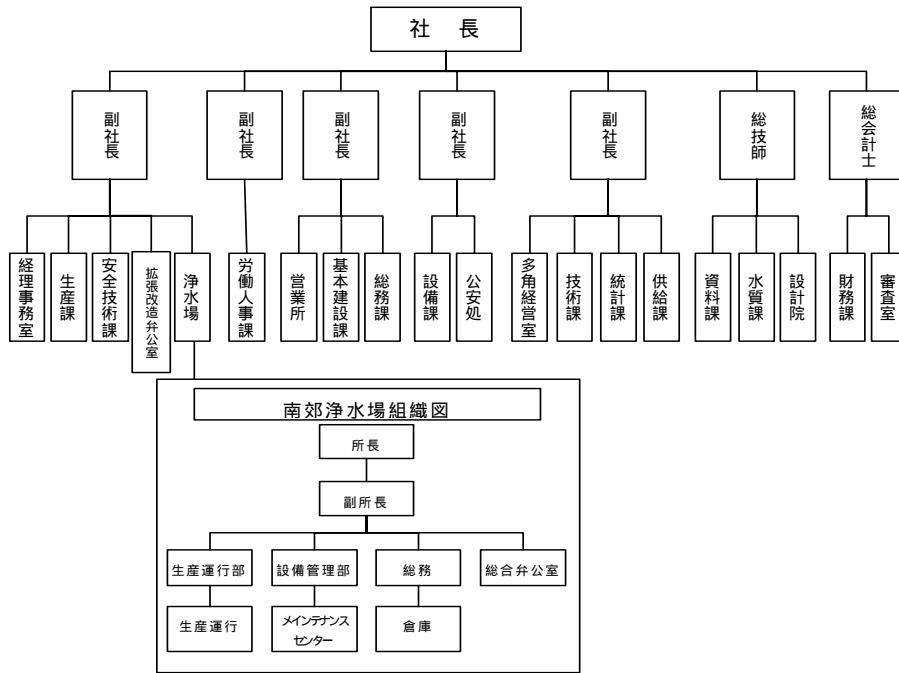 社 長
副社長
副社長
副社長
副社長
副社長
総技師
総会計士
経理事務室
生産課
安全技術課
拡張改造弁公室
浄水場
労働人事課
営業所
基本建設課
総務課
設備課
公安処
多角経営室
技術課
統計課
供給課
資料課
水質課
設計院
財務課
審査室
南郊浄水場組織図
所長
副所長
生産運行部
設備管理部
総務
総合弁公室
生産運行
メインテナンス
センター
倉庫